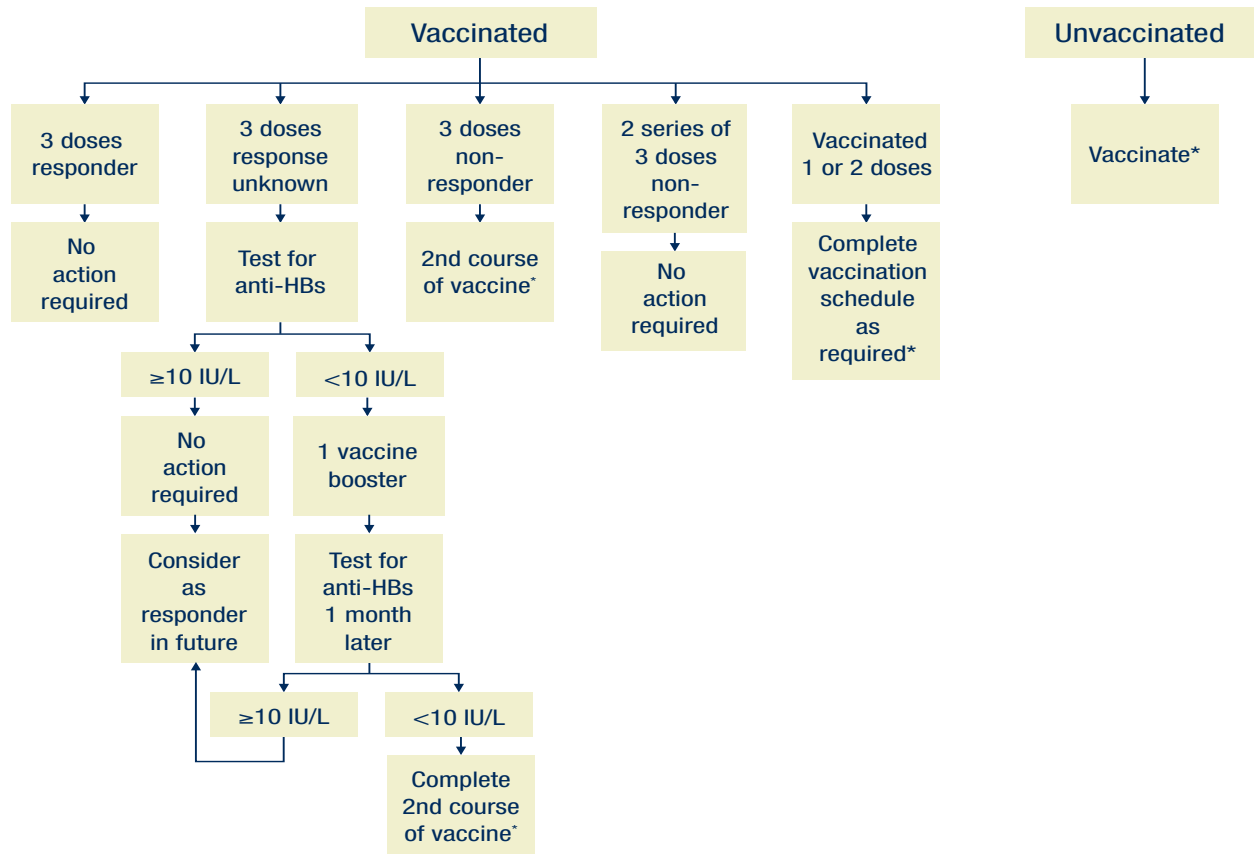 Vaccinated
Unvaccinated
3 doses
responder
3 doses
response
unknown
3 doses
non-
responder
2 series of
3 doses
non-
responder
Vaccinated
1 or 2 doses
Vaccinate*
No
action
required
Test for
anti-HBs
2nd course
of vaccine*
No
action
required
Complete
vaccination
schedule
as
required*
≥10 IU/L
<10 IU/L
No
action
required
1 vaccine
booster
Consider
as
responder
in future
Test for
anti-HBs
1 month
later
≥10 IU/L
<10 IU/L
Complete
2nd course
of vaccine*